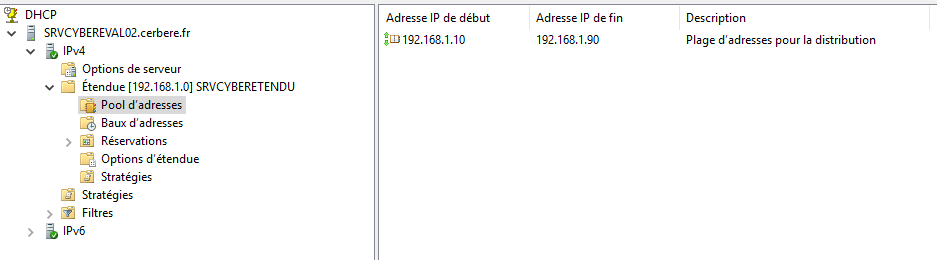 DHCP
SRVCYBEREVAL02.cerbere.fr
IPv4
Options de serveur
Étendue [192.168.1.0] SRVCYBERETENDU
Pool d'adresses
Baux d'adresses
Réservations
Options d'étendue
Stratégies
Stratégies
Filtres
IPv6
Adresse IP de début Adresse IP de fin Description
192.168.1.10 192.168.1.90 Plage d'adresses pour la distribution